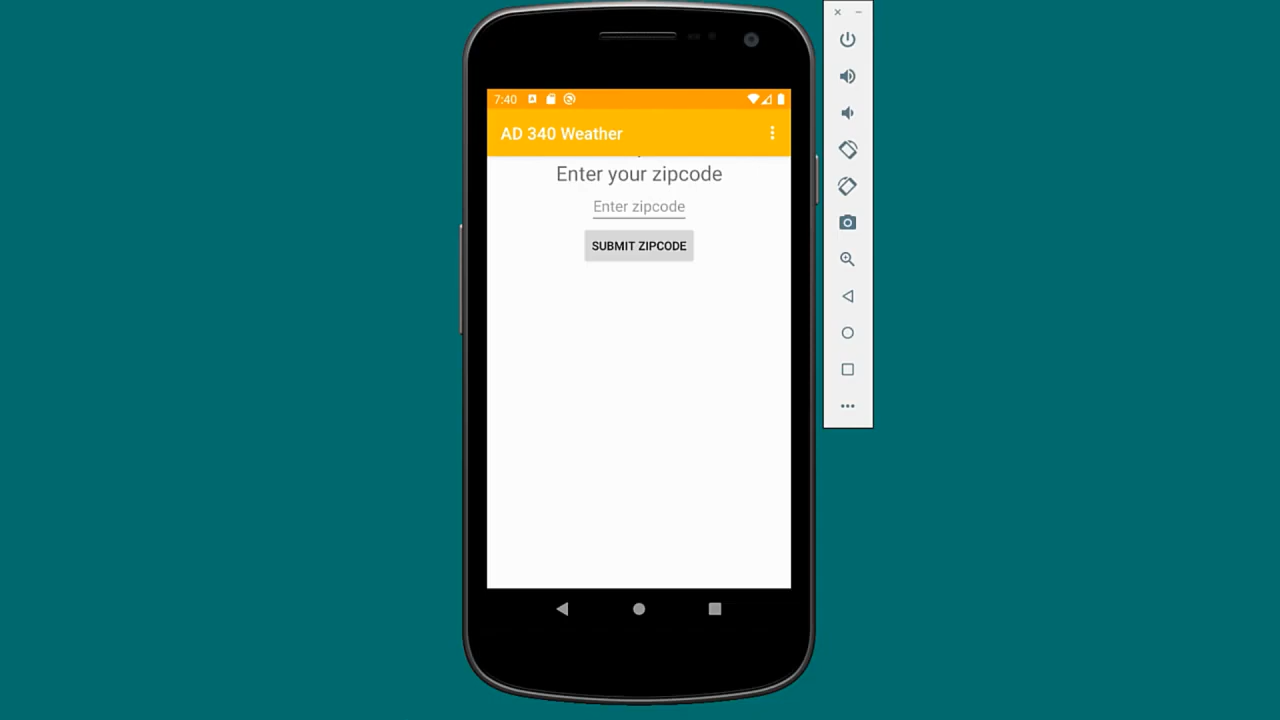 7:40
AD 340 Weather
Enter your zipcode
Enter zipcode
SUBMIT ZIPCODE